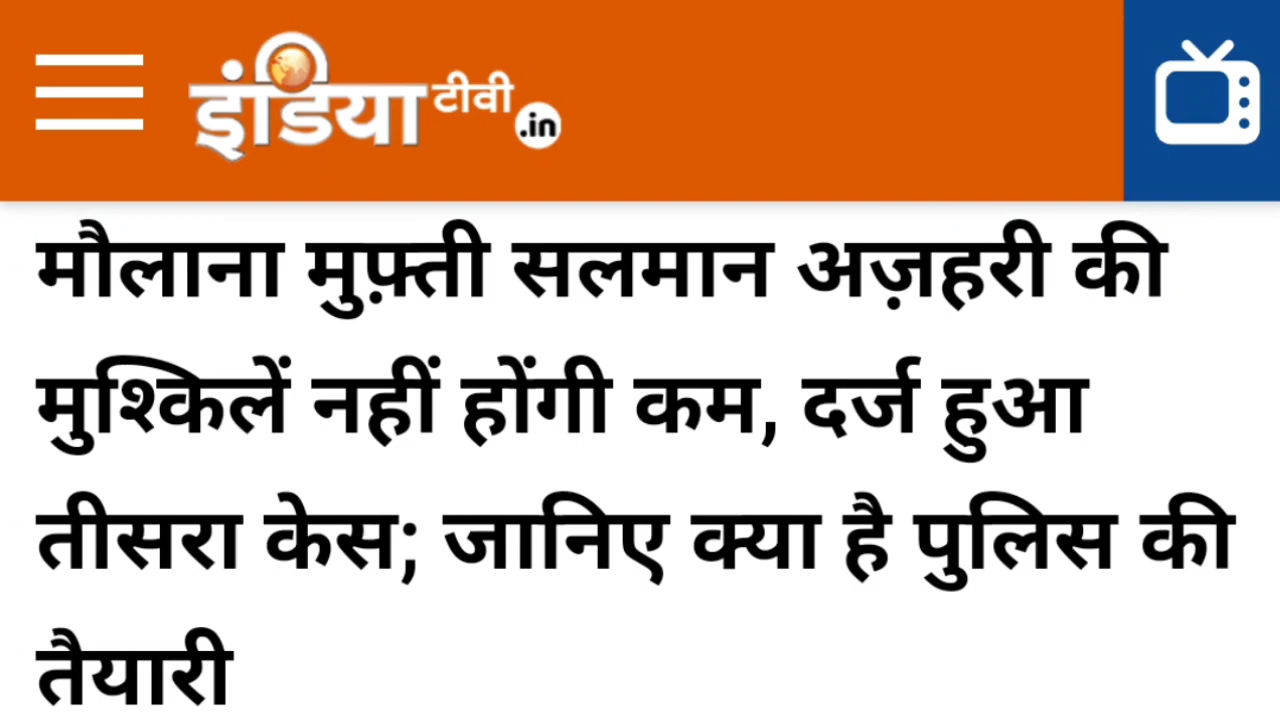 इंडिया टीवी .in
मौलाना मुफ़्ती सलमान अज़हरी की
मुश्किलें नहीं होंगी कम, दर्ज हुआ
तीसरा केस; जानिए क्या है पुलिस की
तैयारी